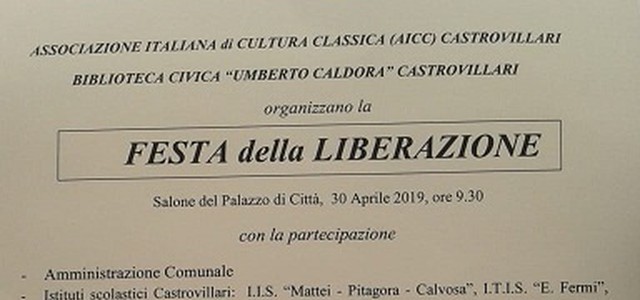 ASSOCIAZIONE ITALIANA di CULTURA CLASSICA (AICC) CASTROVILLARI
BIBLIOTECA CIVICA “UMBERTO CALDORA” CASTROVILLARI
organizzano la
FESTA della LIBERAZIONE
Salone del Palazzo di Città, 30 Aprile 2019, ore 9.30
con la partecipazione
- Amministrazione Comunale
- Istituti scolastici Castrovillari: I.I.S. “Mattei - Pitagora - Calvosa”, I.T.I.S. “E. Fermi”,